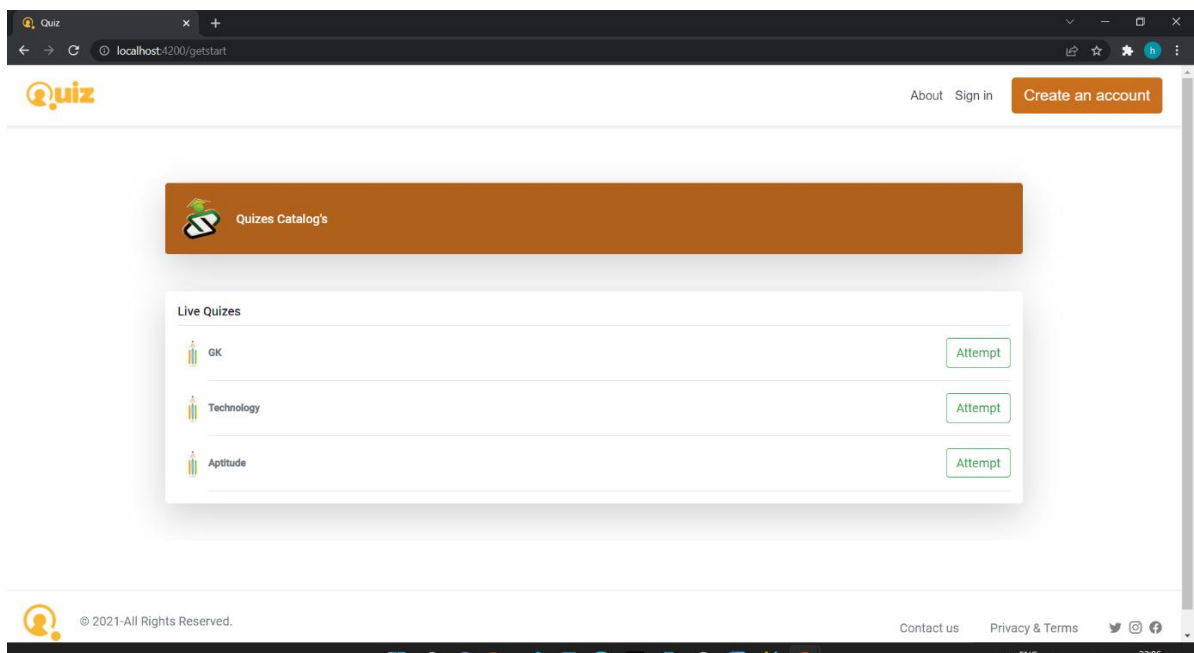 Quiz
localhost:4200/getstart
h
Quiz
About Sign in Create an account
Quizes Catalog's
Live Quizes
GK Attempt
Technology Attempt
Aptitude Attempt
© 2021-All Rights Reserved.
Contact us Privacy & Terms